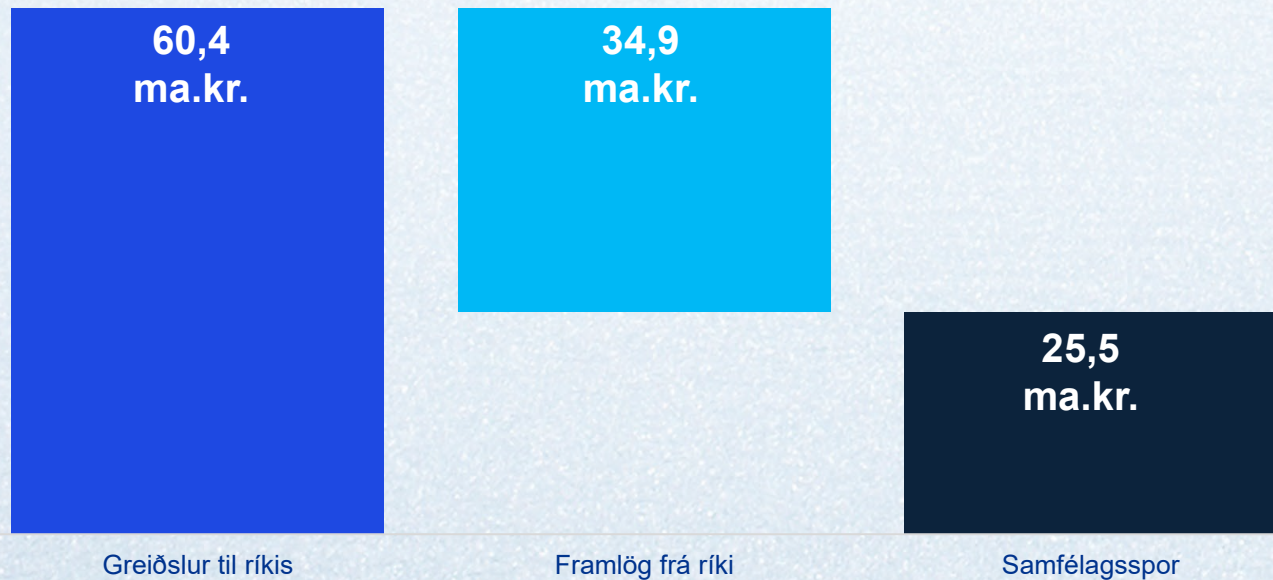 60,4
ma.kr.
34,9
ma.kr.
25,5
ma.kr.
Greiðslur til ríkis
Framlög frá ríki
Samfélagsspor